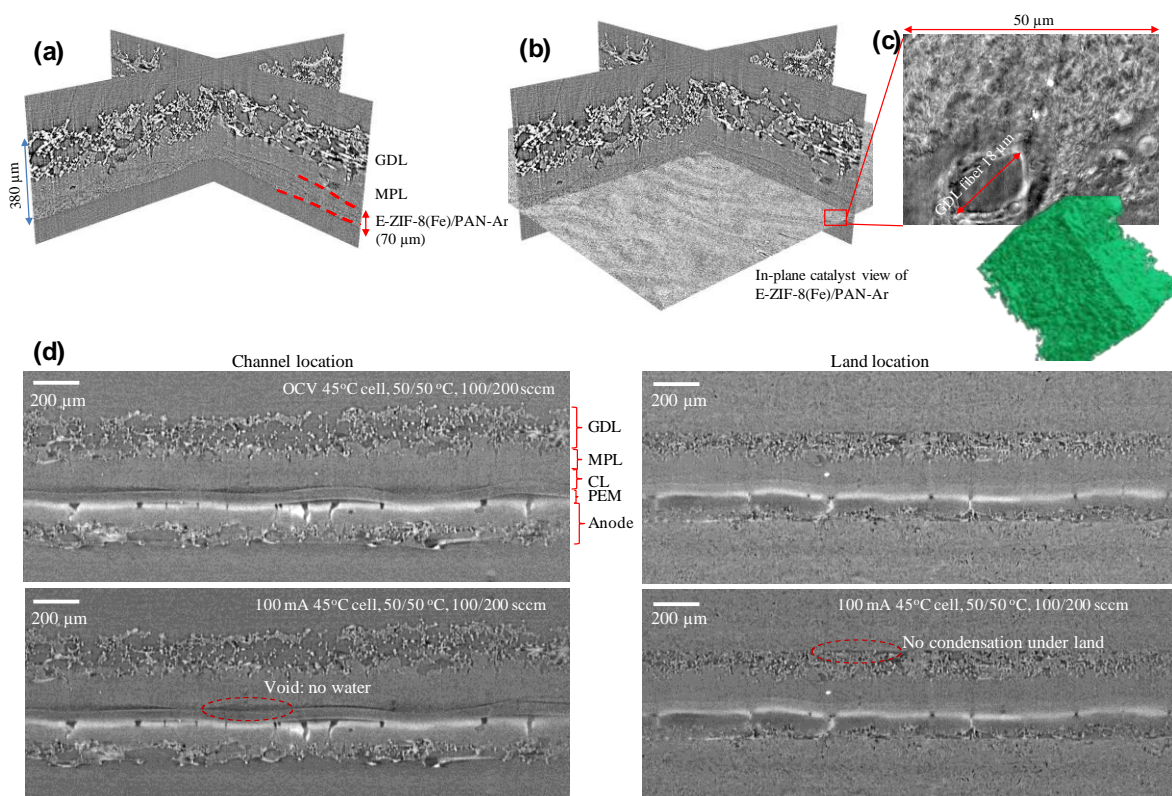 (a)
380 µm
GDL
MPL
E-ZIF-8(Fe)/PAN-Ar
(70 µm)
(b)
In-plane catalyst view of
E-ZIF-8(Fe)/PAN-Ar
(c)
50 µm
GDL fiber 18 µm
(d)
Channel location
Land location
200 µm
OCV 45°C cell, 50/50 °C, 100/200 sccm
GDL
MPL
CL
PEM
Anode
200 µm
200 µm
100 mA 45°C cell, 50/50 °C, 100/200 sccm
Void: no water
200 µm
100 mA 45°C cell, 50/50 °C, 100/200 sccm
No condensation under land